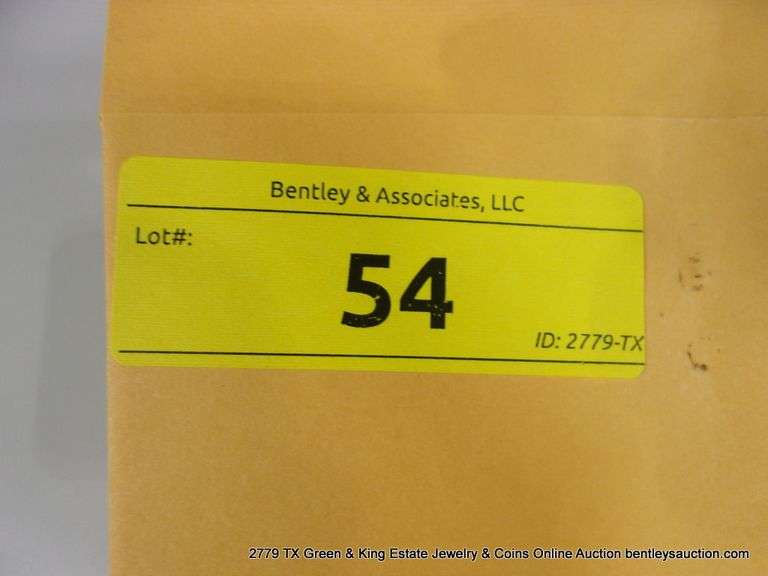 Bentley & Associates, LLC
Lot#:
54
ID: 2779-TX
2779 TX Green & King Estate Jewelry & Coins Online Auction bentleysauction.com